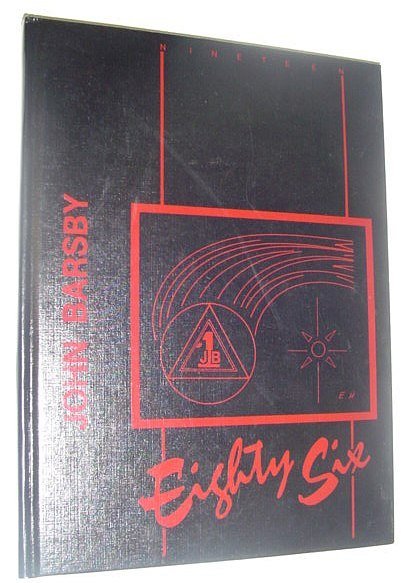 NINETEEN
JOHN BARSBY
1
JB
EH
Eighty Six